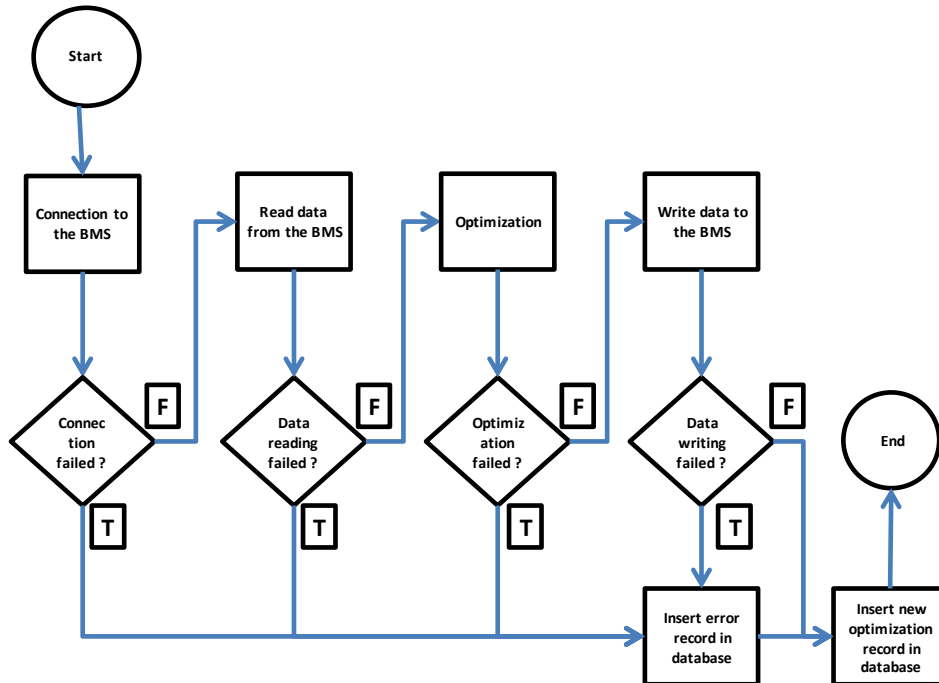 Start
Connection to
the BMS
Read data
from the BMS
Optimization
Write data to
the BMS
F
F
F
F
Connec
tion
failed ?
Data
reading
failed ?
Optimiz
ation
failed ?
Data
writing
failed ?
End
T
T
T
T
Insert error
record in
database
Insert new
optimization
record in
database